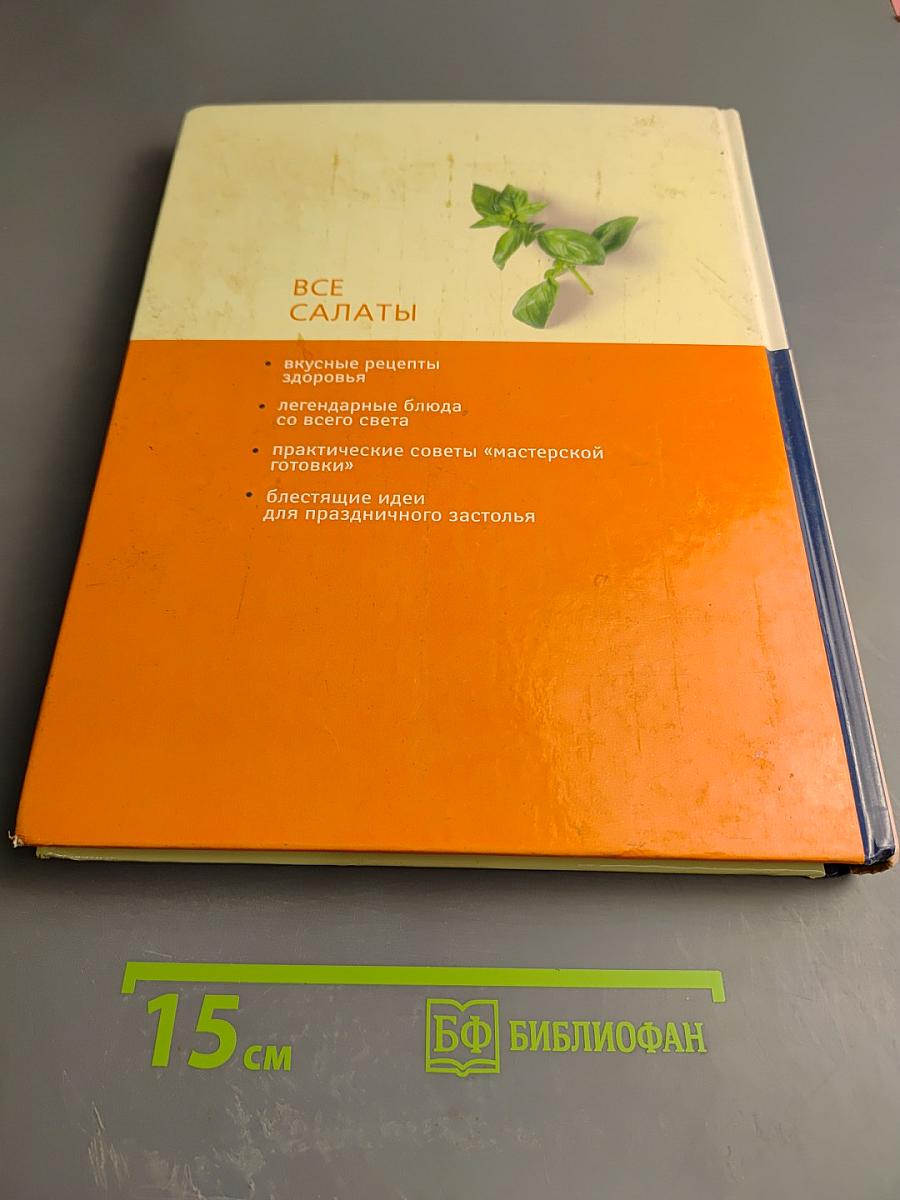 ВСЕ
САЛАТЫ
• вкусные рецепты
здоровья
• легендарные блюда
со всего света
• практические советы «мастерской
готовки»
• блестящие идеи
для праздничного застолья
15 см
БФ БИБЛИОФАН